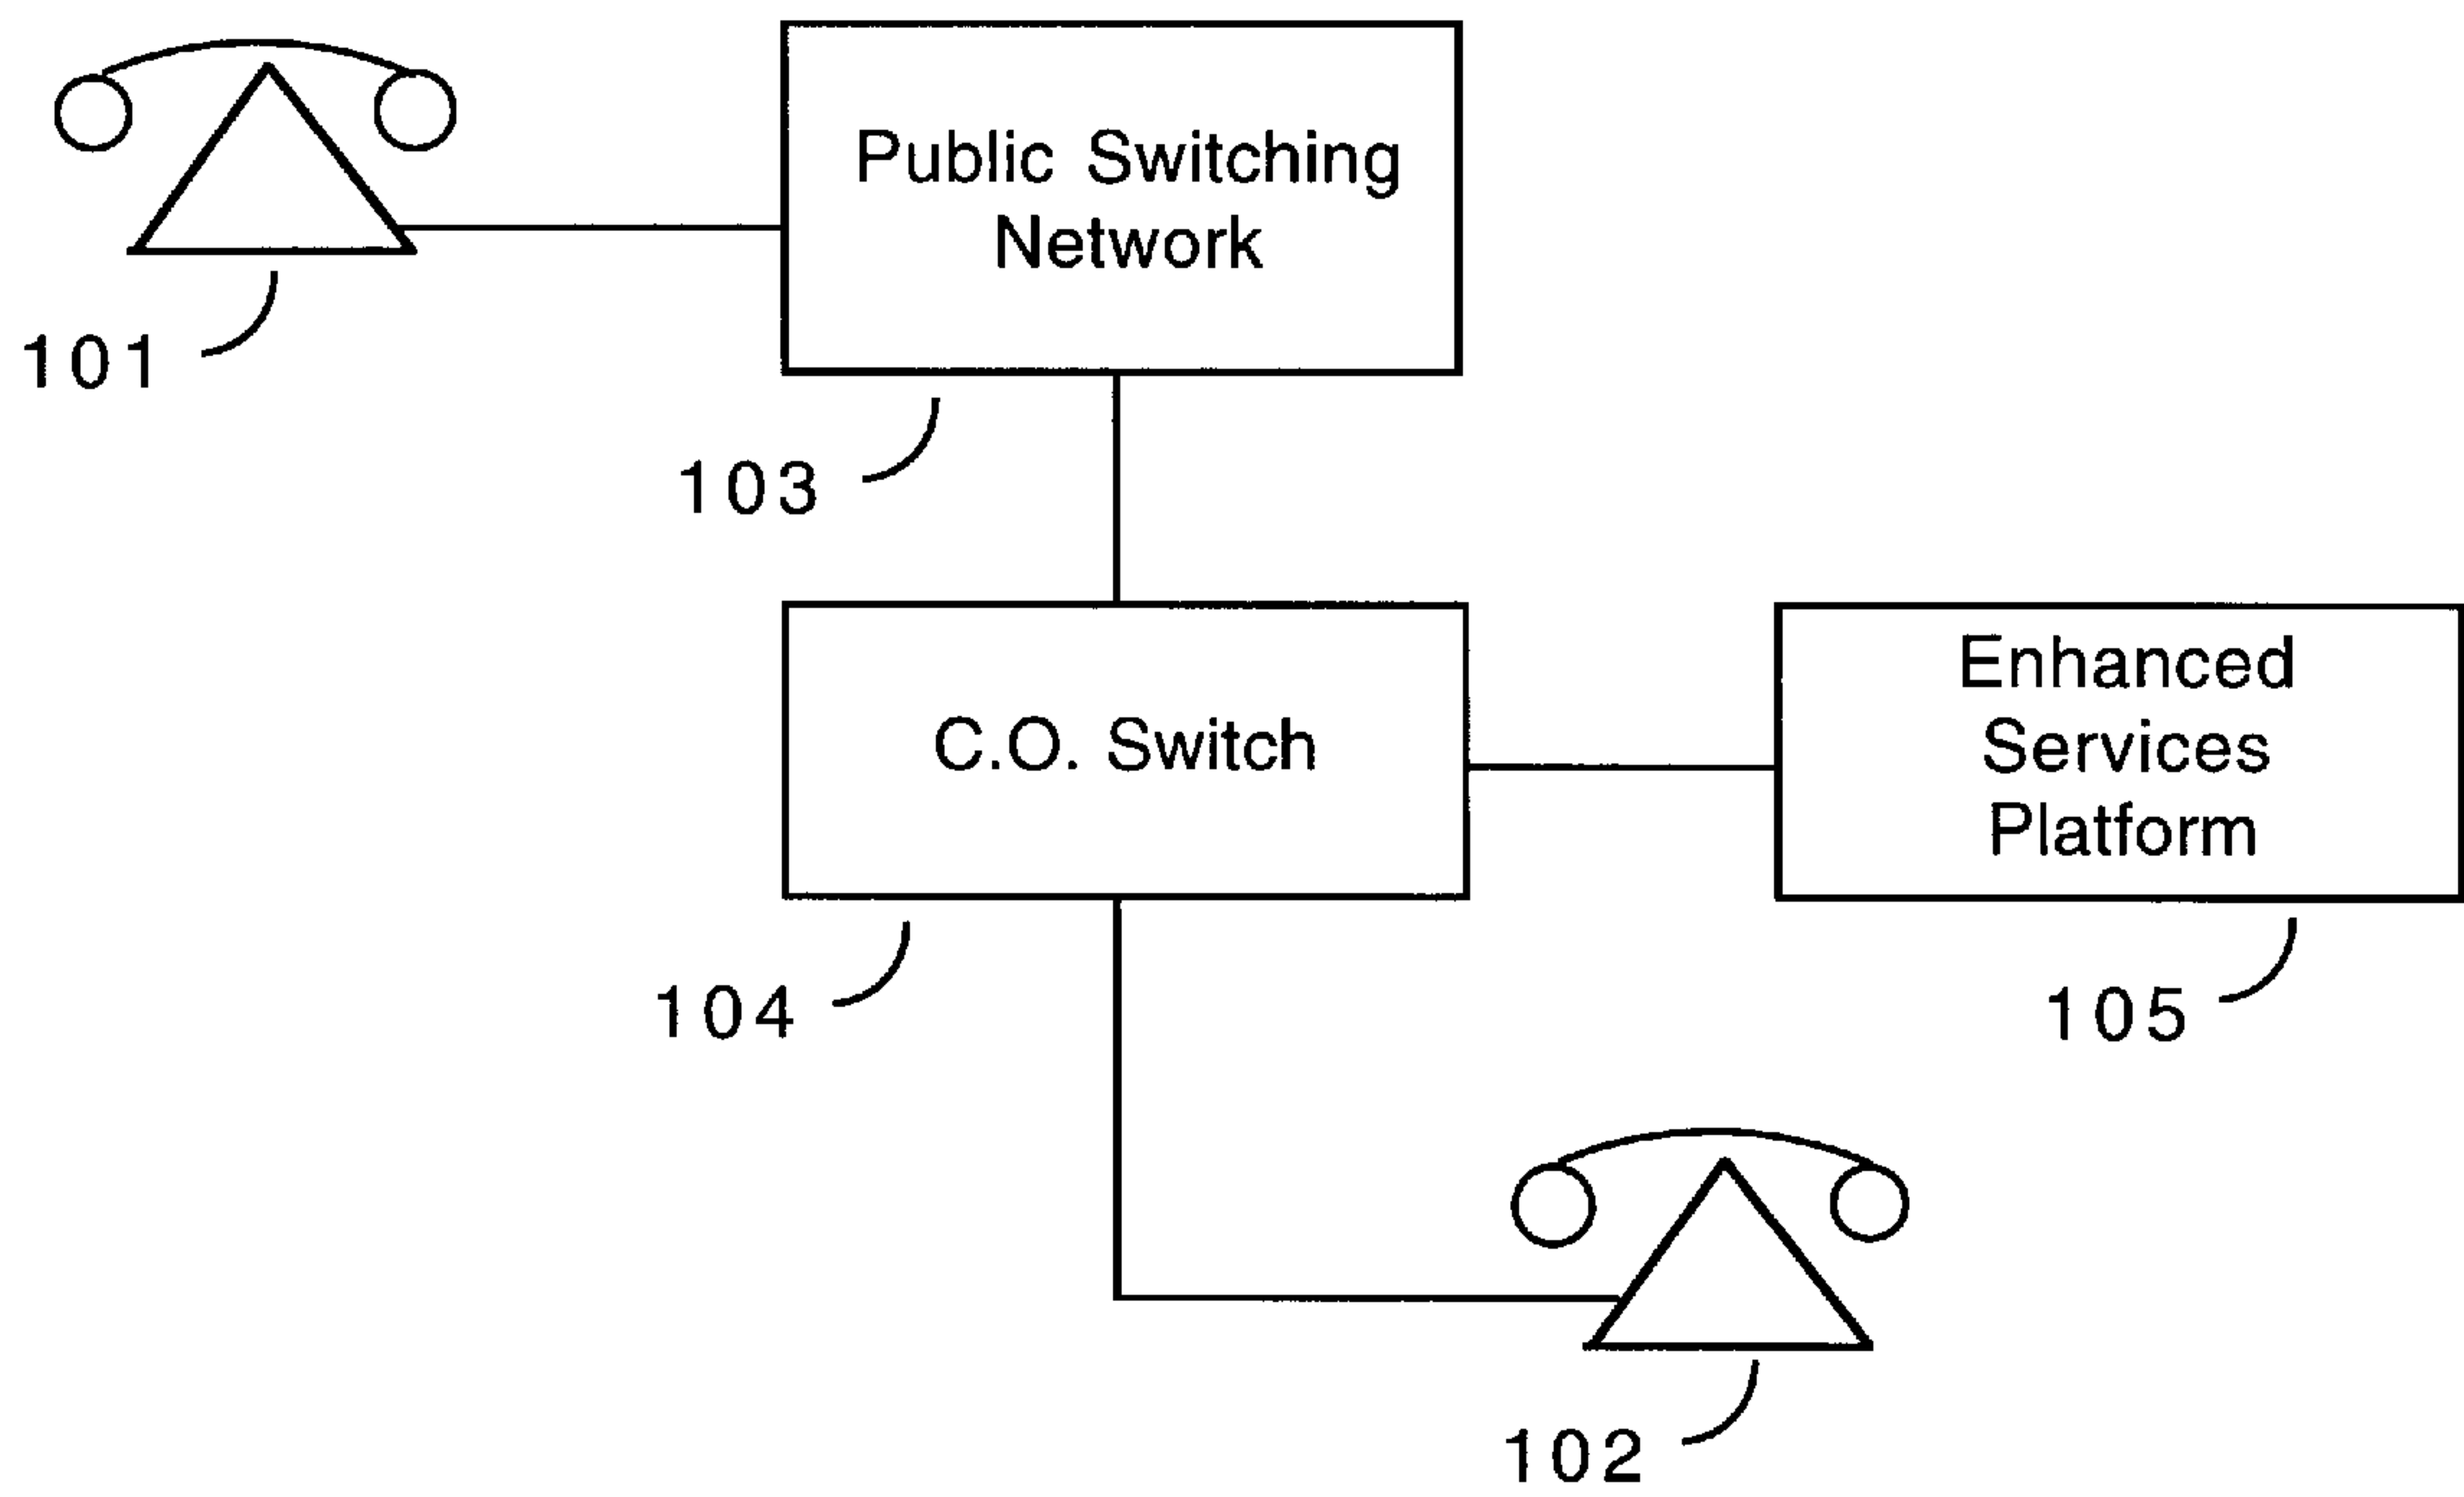 Public Switching
Network
101
103
C.O. Switch
Enhanced
Services
Platform
104
105
102